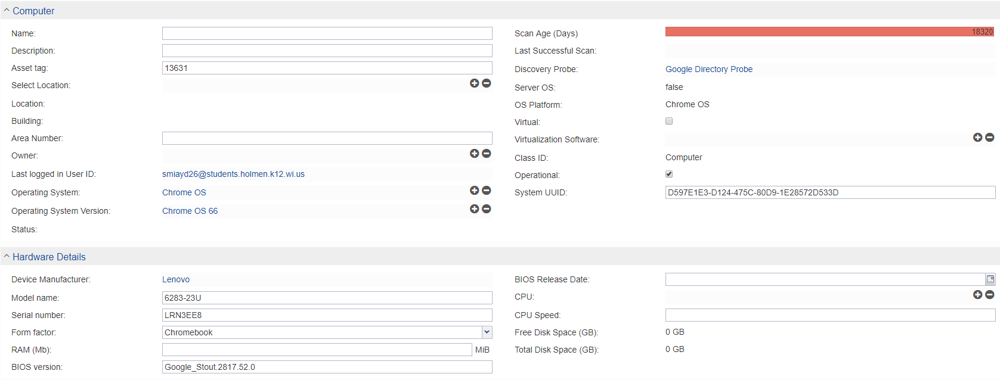 Computer
Name:
Description:
Asset tag: 13631
Select Location:
Location:
Building:
Area Number:
Owner:
Last logged in User ID: smiayd26@students.holmen.k12.wi.us
Operating System: Chrome OS
Operating System Version: Chrome OS 66
Status:
Scan Age (Days) 18320
Last Successful Scan:
Discovery Probe: Google Directory Probe
Server OS: false
OS Platform: Chrome OS
Virtual:
Virtualization Software:
Class ID: Computer
Operational:
System UUID: D597E1E3-D124-475C-80D9-1E28572D533D
Hardware Details
Device Manufacturer: Lenovo
Model name: 6283-23U
Serial number: LRN3EE8
Form factor: Chromebook
RAM (Mb): MiB
BIOS version: Google_Stout.2817.52.0
BIOS Release Date:
CPU:
CPU Speed:
Free Disk Space (GB): 0 GB
Total Disk Space (GB): 0 GB